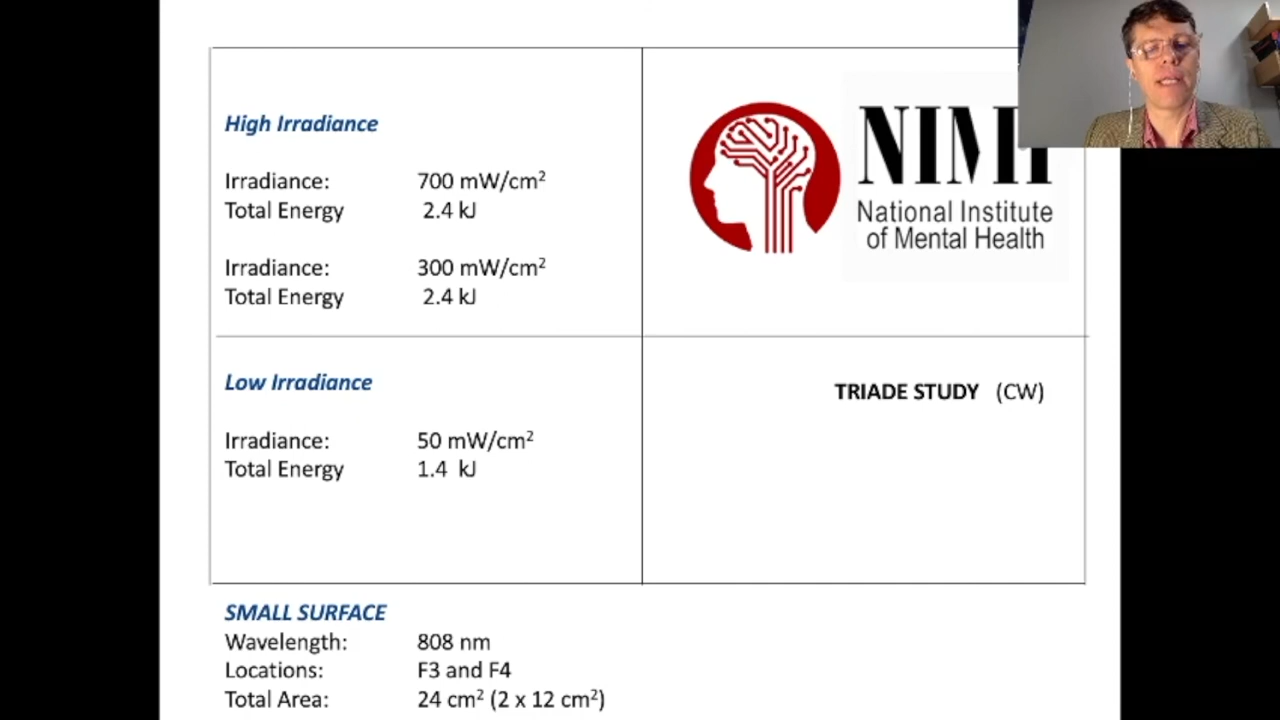 High Irradiance
Irradiance: 700 mW/cm²
Total Energy 2.4 kJ
Irradiance: 300 mW/cm²
Total Energy 2.4 kJ
National Institute
of Mental Health
Low Irradiance
Irradiance: 50 mW/cm²
Total Energy 1.4 kJ
TRIADE STUDY (CW)
SMALL SURFACE
Wavelength: 808 nm
Locations: F3 and F4
Total Area: 24 cm² (2 x 12 cm²)